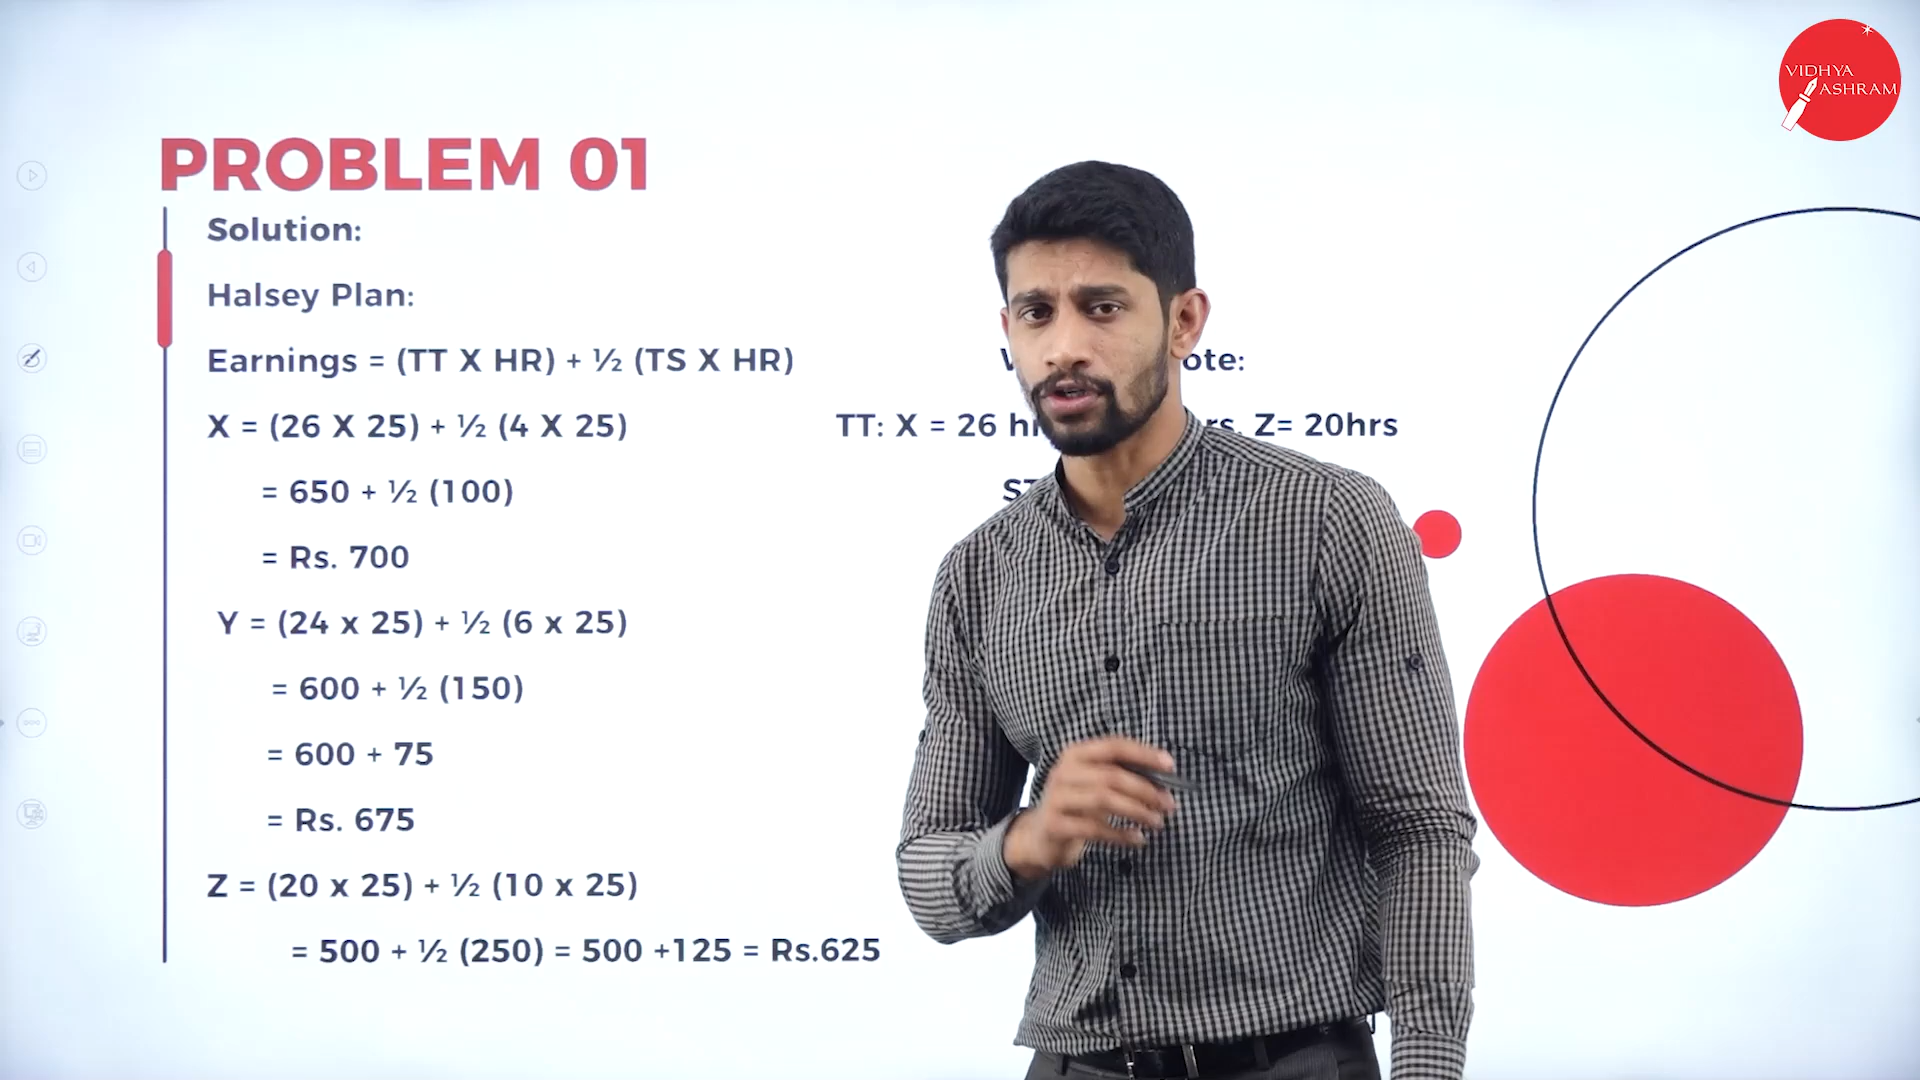 VIDHYA
ASHRAM
PROBLEM 01
Solution:
Halsey Plan:
Earnings = (TT X HR) + ½ (TS X HR)
X = (26 X 25) + ½ (4 X 25)
TT: X = 26 Z= 20hrs
= 650 + ½ (100)
= Rs. 700
Y = (24 x 25) + ½ (6 x 25)
= 600 + ½ (150)
= 600 + 75
= Rs. 675
Z = (20 x 25) + ½ (10 x 25)
= 500 + ½ (250) = 500 +125 = Rs.625